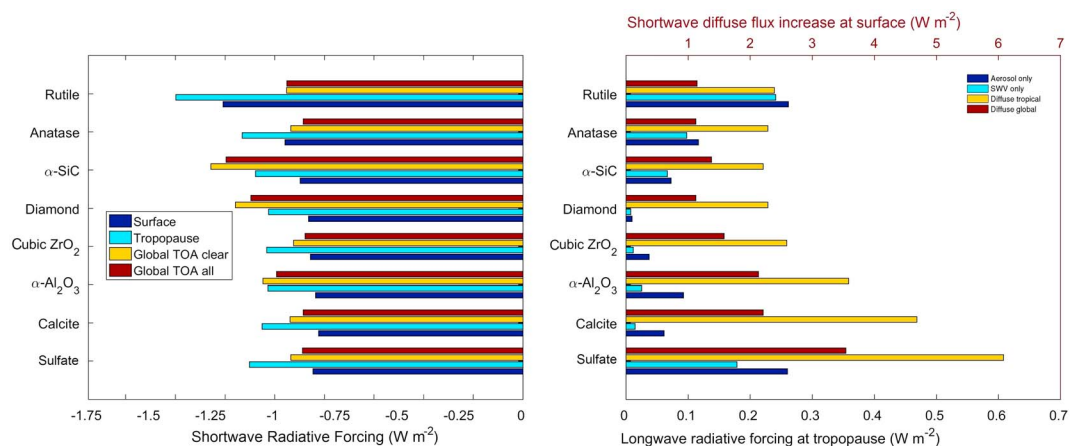 Shortwave diffuse flux increase at surface (W m-2)
0 1 2 3 4 5 6 7
Rutile
Anatase
α-SiC
Diamond
Cubic ZrO2
α-Al2O3
Calcite
Sulfate
Surface
Tropopause
Global TOA clear
Global TOA all
-1.75 -1.5 -1.25 -1 -0.75 -0.5 -0.25 0
Shortwave Radiative Forcing (W m-2)
Rutile
Anatase
α-SiC
Diamond
Cubic ZrO2
α-Al2O3
Calcite
Sulfate
Aerosol only
SWV only
Diffuse tropical
Diffuse global
0 0.1 0.2 0.3 0.4 0.5 0.6 0.7
Longwave radiative forcing at tropopause (W m-2)